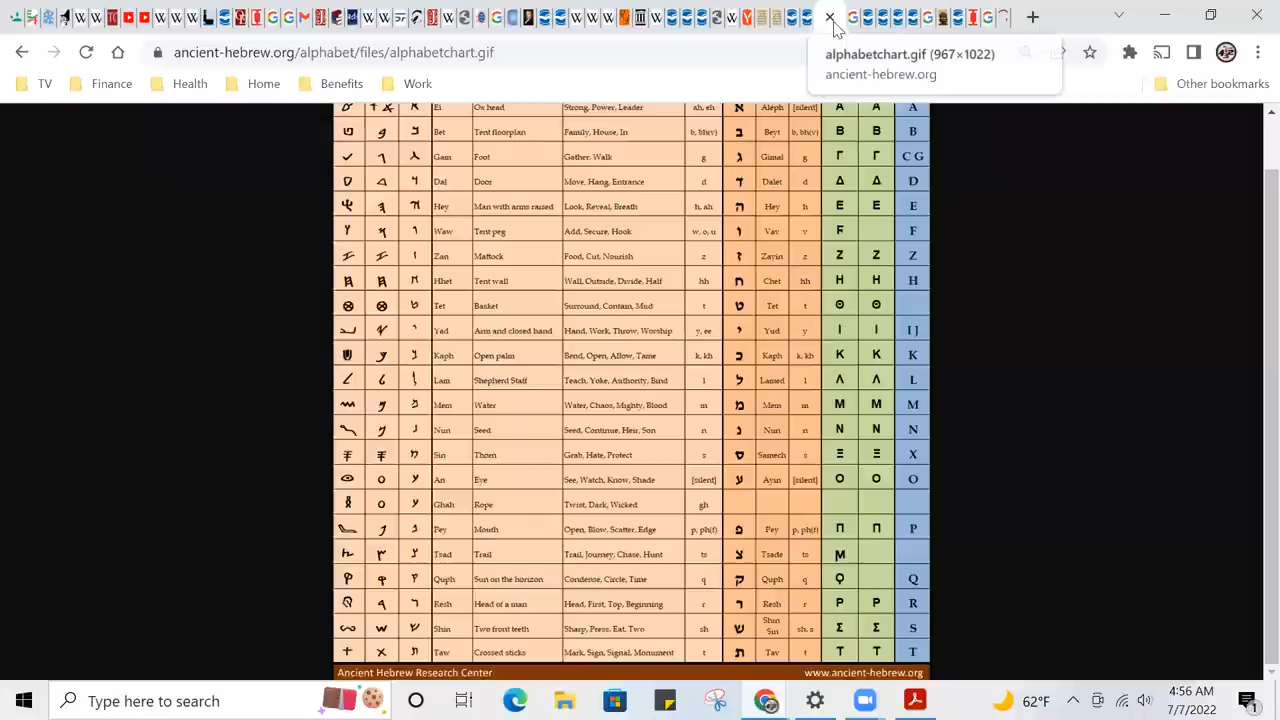 ancient-hebrew.org/alphabet/files/alphabetchart.gif
alphabetchart.gif (967×1022)
ancient-hebrew.org
TV Finance Health Home Benefits Work Other bookmarks
Ei Ox head Strong, Power, Leader ah, eh א Aleph [silent] A A A
Bet Tent floorplan Family, House, In b, bh(v) ב Beyt b, bh(v) B B B
Gam Foot Gather, Walk g ג Gimal g Γ Γ C G
Dal Door Move, Hang, Entrance d ד Dalet d Δ Δ D
Hey Man with arms raised Look, Reveal, Breath h, ah ה Hey h E E E
Waw Tent peg Add, Secure, Hook w, o, u ו Vav v F F
Zan Mattock Food, Cut, Nourish z ז Zayin z Z Z Z
Hhet Tent wall Wall, Outside, Divide, Half hh ח Chet hh H H H
Tet Basket Surround, Contain, Mud t ט Tet t Θ Θ
Yad Arm and closed hand Hand, Work, Throw, Worship y, ee י Yud y I I I J
Kaph Open palm Bend, Open, Allow, Tame k, kh כ Kaph k, kh K K K
Lam Shepherd Staff Teach, Yoke, Authority, Bind l ל Lamed l Λ Λ L
Mem Water Water, Chaos, Mighty, Blood m מ Mem m M M M
Nun Seed Seed, Continue, Heir, Son n נ Nun n N N N
Sin Thorn Grab, Hate, Protect s ס Samech s Ξ Ξ X
An Eye See, Watch, Know, Shade [silent] ע Ayin [silent] O O O
Ghah Rope Twist, Dark, Wicked gh
Pey Mouth Open, Blow, Scatter, Edge p, ph(f) פ Pey p, ph(f) Π Π P
Tsad Trail Trail, Journey, Chase, Hunt ts צ Tsade ts
Quph Sun on the horizon Condense, Circle, Time q ק Quph q Ϙ Q
Resh Head of a man Head, First, Top, Beginning r ר Resh r P P R
Shin Two front teeth Sharp, Press, Eat, Two sh ש Shin Sin sh, s Σ Σ S
Taw Crossed sticks Mark, Sign, Signal, Monument t ת Tav t T T T
Ancient Hebrew Research Center www.ancient-hebrew.org
Type here to search 62°F 4:56 AM
7/7/2022